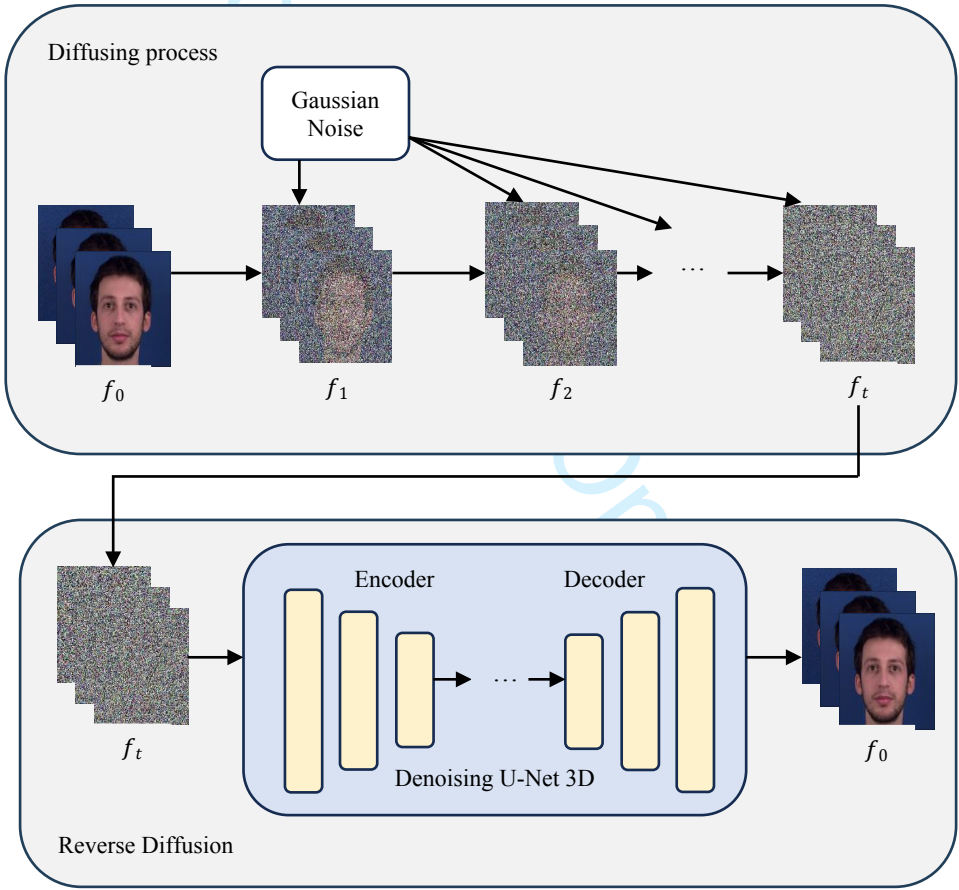 Diffusing process
Gaussian
Noise
...
f₀
f₁
f₂
fₜ
Encoder
Decoder
...
Denoising U-Net 3D
fₜ
f₀
Reverse Diffusion